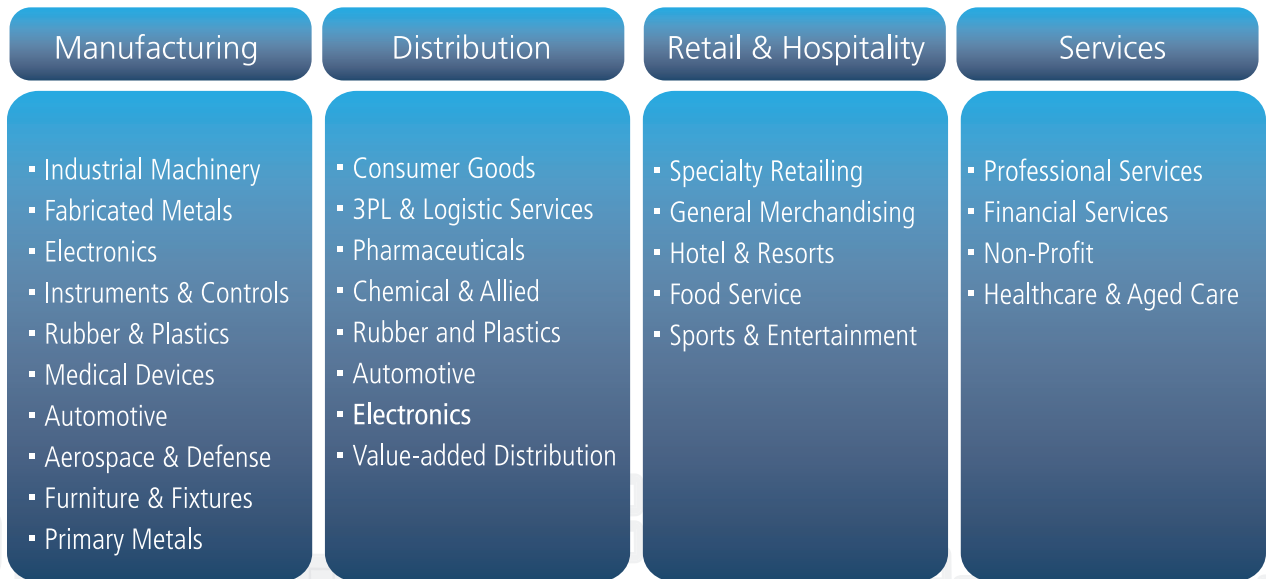 Manufacturing
Industrial Machinery
Fabricated Metals
Electronics
Instruments & Controls
Rubber & Plastics
Medical Devices
Automotive
Aerospace & Defense
Furniture & Fixtures
Primary Metals
Distribution
Consumer Goods
3PL & Logistic Services
Pharmaceuticals
Chemical & Allied
Rubber and Plastics
Automotive
Electronics
Value-added Distribution
Retail & Hospitality
Specialty Retailing
General Merchandising
Hotel & Resorts
Food Service
Sports & Entertainment
Services
Professional Services
Financial Services
Non-Profit
Healthcare & Aged Care